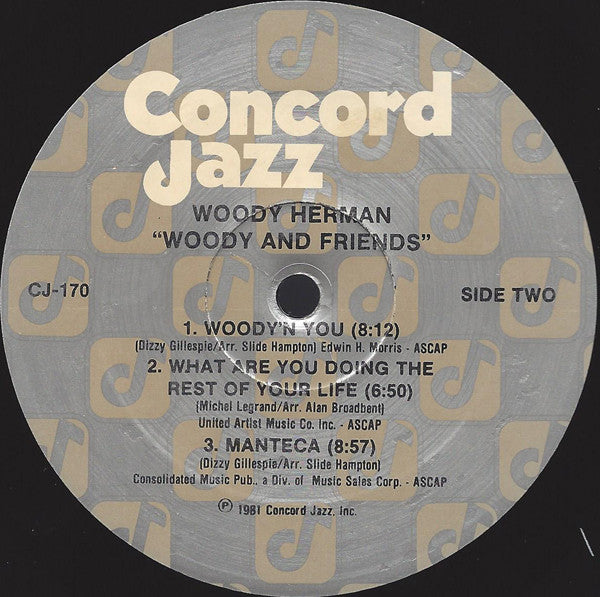 Concord
Jazz
WOODY HERMAN
"WOODY AND FRIENDS"
CJ-170
SIDE TWO
1. WOODY'N YOU (8:12)
(Dizzy Gillespie/Arr. Slide Hampton) Edwin H. Morris - ASCAP
2. WHAT ARE YOU DOING THE
REST OF YOUR LIFE (6:50)
(Michel Legrand/Arr. Alan Broadbent)
United Artist Music Co. Inc. - ASCAP
3. MANTECA (8:57)
(Dizzy Gillespie/Arr. Slide Hampton)
Consolidated Music Pub.. a Div. of Music Sales Corp. - ASCAP
℗ 1981 Concord Jazz, Inc.